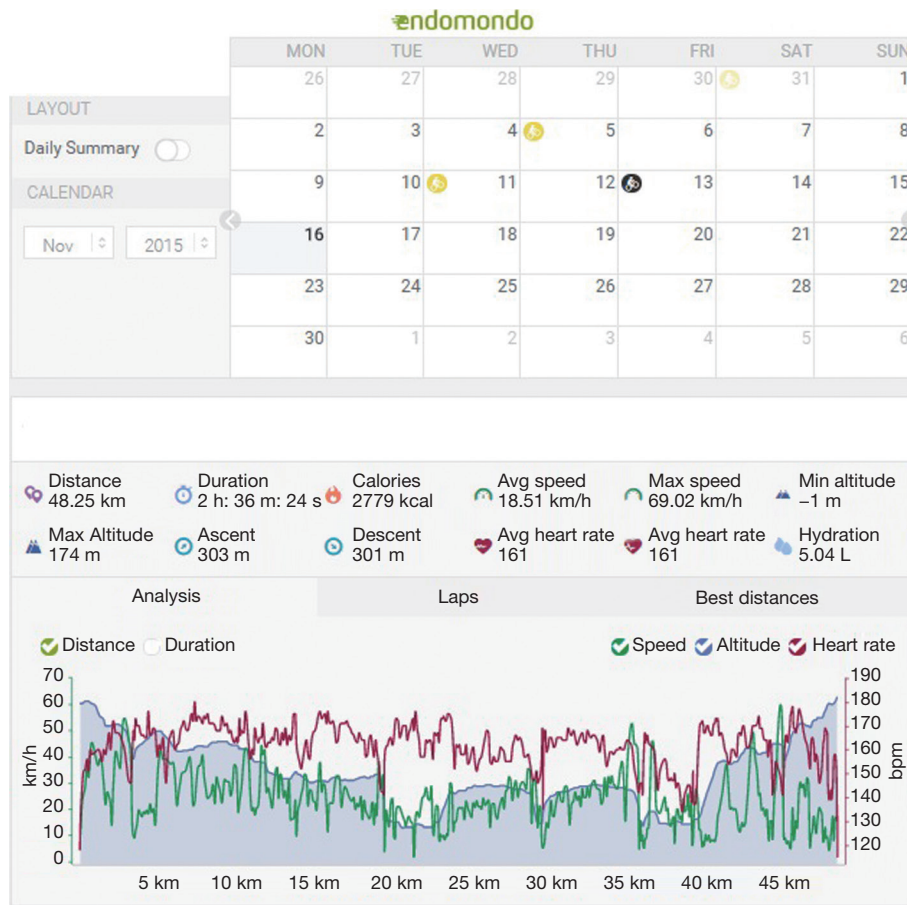 endomondo
MON TUE WED THU FRI SAT SUN
26 27 28 29 30 31 1
LAYOUT
Daily Summary
2 3 4 5 6 7 8
CALENDAR
9 10 11 12 13 14 15
Nov 2015
16 17 18 19 20 21 22
23 24 25 26 27 28 29
30 1 2 3 4 5 6
Distance Duration Calories Avg speed Max speed Min altitude
48.25 km 2 h: 36 m: 24 s 2779 kcal 18.51 km/h 69.02 km/h −1 m
Max Altitude Ascent Descent Avg heart rate Avg heart rate Hydration
174 m 303 m 301 m 161 161 5.04 L
Analysis Laps Best distances
Distance Duration Speed Altitude Heart rate
70 190
60 180
50 170
40 160
km/h bpm
30 150
20 140
10 130
0 120
5 km 10 km 15 km 20 km 25 km 30 km 35 km 40 km 45 km